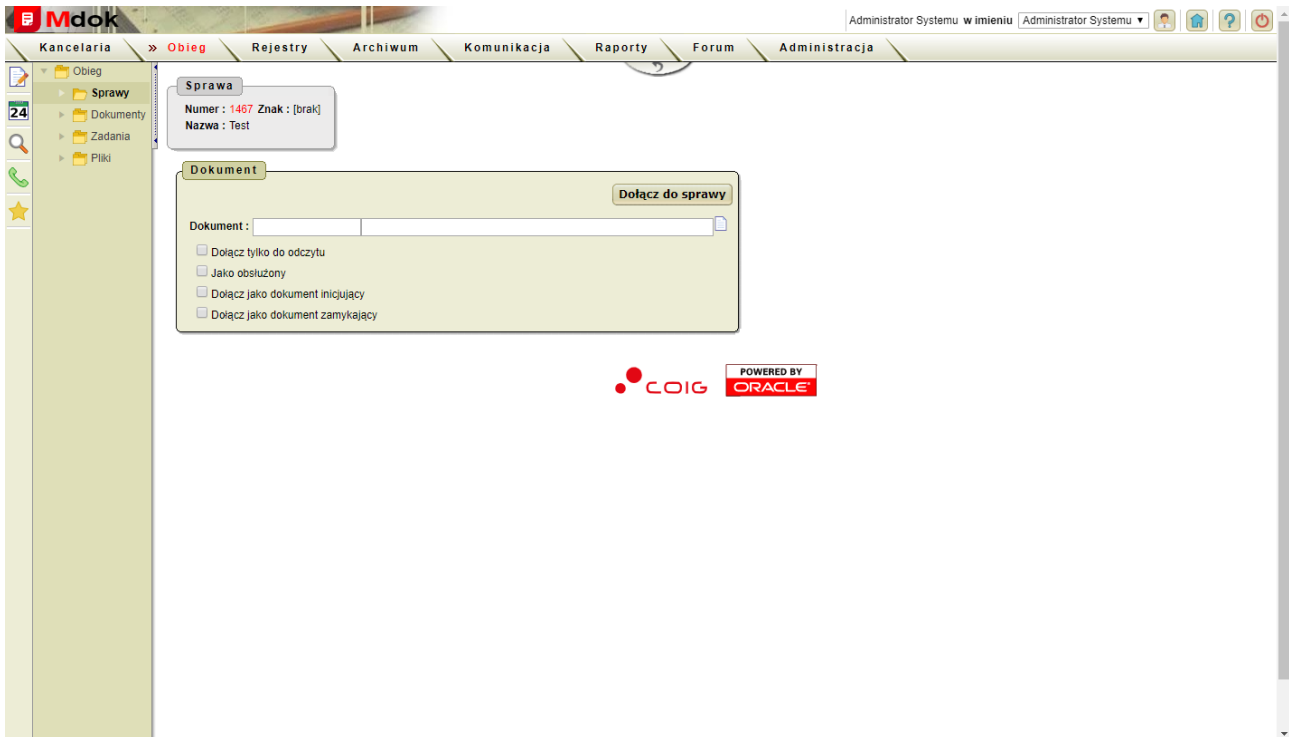 Mdok
Administrator Systemu w imieniu Administrator Systemu
Kancelaria » Obieg Rejestry Archiwum Komunikacja Raporty Forum Administracja
Obieg
Sprawy
Dokumenty
Zadania
Pliki
24
Sprawa
Numer : 1467 Znak : [brak]
Nazwa : Test
Dokument
Dołącz do sprawy
Dokument :
Dołącz tylko do odczytu
Jako obsłużony
Dołącz jako dokument inicjujący
Dołącz jako dokument zamykający
COIG
POWERED BY
ORACLE